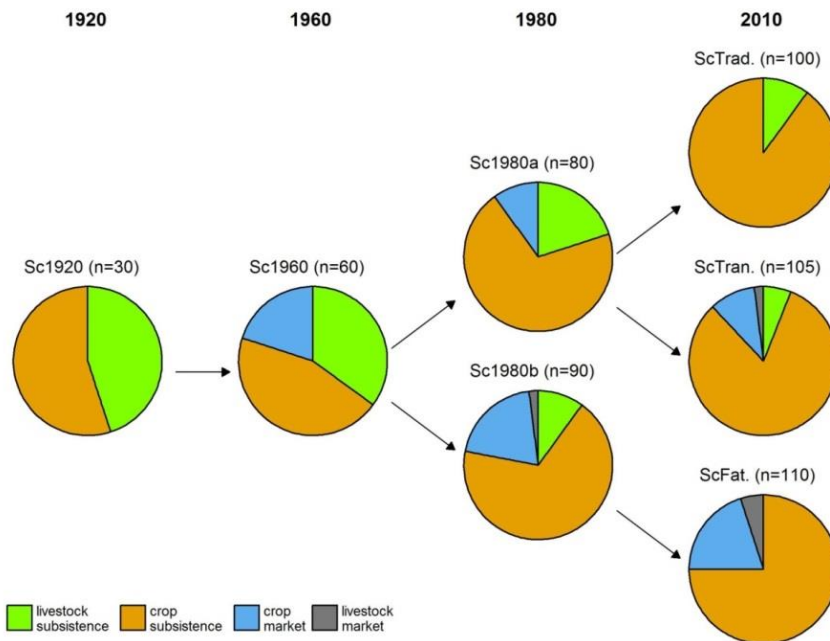 1920
1960
1980
2010
ScTrad. (n=100)
Sc1980a (n=80)
Sc1920 (n=30)
Sc1960 (n=60)
ScTran. (n=105)
Sc1980b (n=90)
ScFat. (n=110)
livestock
subsistence
crop
subsistence
crop
market
livestock
market